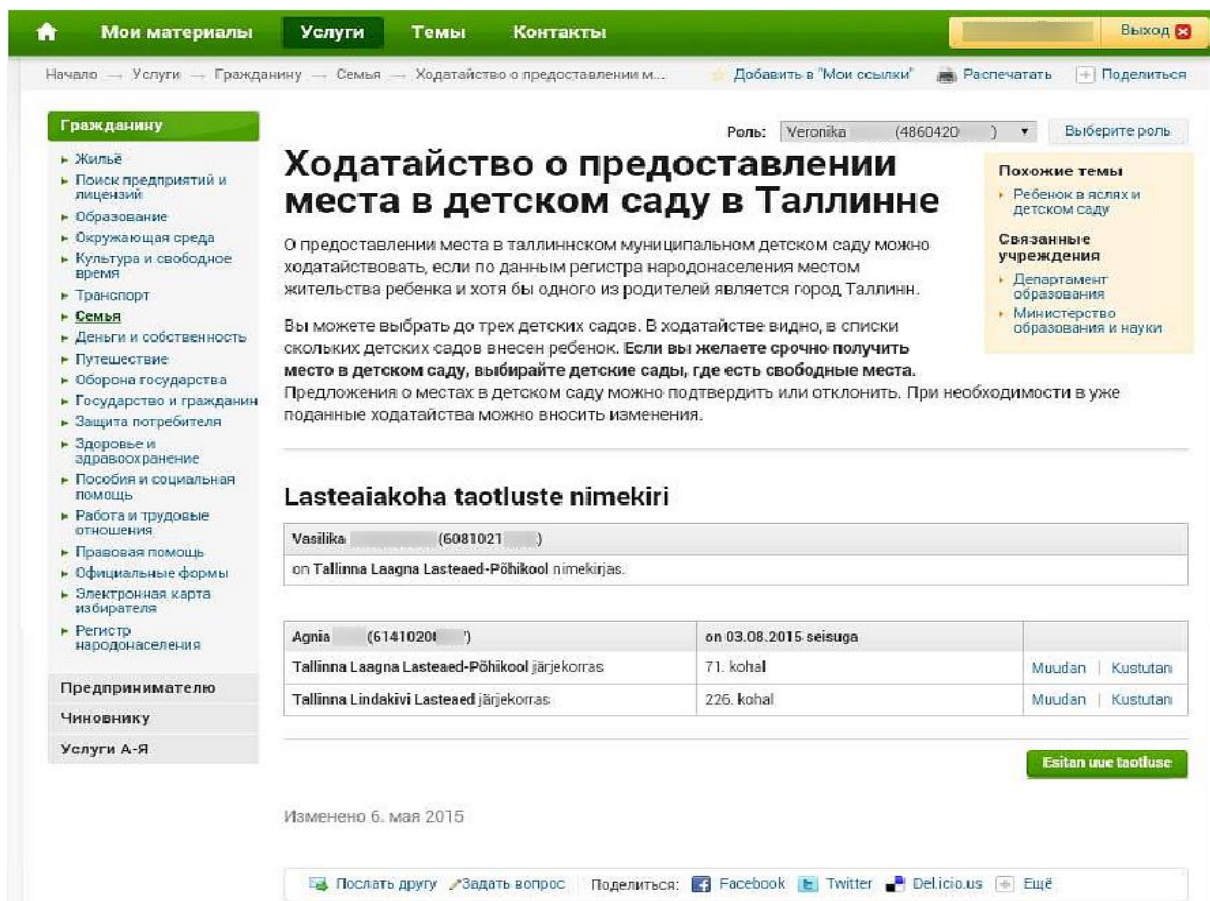 Мои материалы Услуги Темы Контакты Выход
Начало → Услуги → Гражданину → Семья → Ходатайство о предоставлении м... Добавить в "Мои ссылки" Распечатать Поделиться
Гражданину
Жильё
Поиск предприятий и
лицензий
Образование
Окружающая среда
Культура и свободное
время
Транспорт
Семья
Деньги и собственность
Путешествие
Оборона государства
Государство и гражданин
Защита потребителя
Здоровье и
здравоохранение
Пособия и социальная
помощь
Работа и трудовые
отношения
Правовая помощь
Официальные формы
Электронная карта
избирателя
Регистр
народонаселения
Предпринимателю
Чиновнику
Услуги А-Я
Роль: Veronika (4860420 ) Выберите роль
Ходатайство о предоставлении
места в детском саду в Таллинне
О предоставлении места в таллиннском муниципальном детском саду можно
ходатайствовать, если по данным регистра народонаселения местом
жительства ребенка и хотя бы одного из родителей является город Таллинн.
Вы можете выбрать до трех детских садов. В ходатайстве видно, в списки
скольких детских садов внесен ребенок. Если вы желаете срочно получить
место в детском саду, выбирайте детские сады, где есть свободные места.
Предложения о местах в детском саду можно подтвердить или отклонить. При необходимости в уже
поданные ходатайства можно вносить изменения.
Похожие темы
Ребенок в яслях и
детском саду
Связанные
учреждения
Департамент
образования
Министерство
образования и науки
Lasteaiakoha taotluste nimekiri
Vasilika (6081021 )
on Tallinna Laagna Lasteaed-Põhikool nimekirjas.
Agnia (6141020 ) on 03.08.2015 seisuga
Tallinna Laagna Lasteaed-Põhikool järjekorras 71. kohal Muudan | Kustutan
Tallinna Lindakivi Lasteaed järjekorras 226. kohal Muudan | Kustutan
Esitan uue taotluse
Изменено 6. мая 2015
Послать другу Задать вопрос Поделиться: Facebook Twitter Del.icio.us Ещё